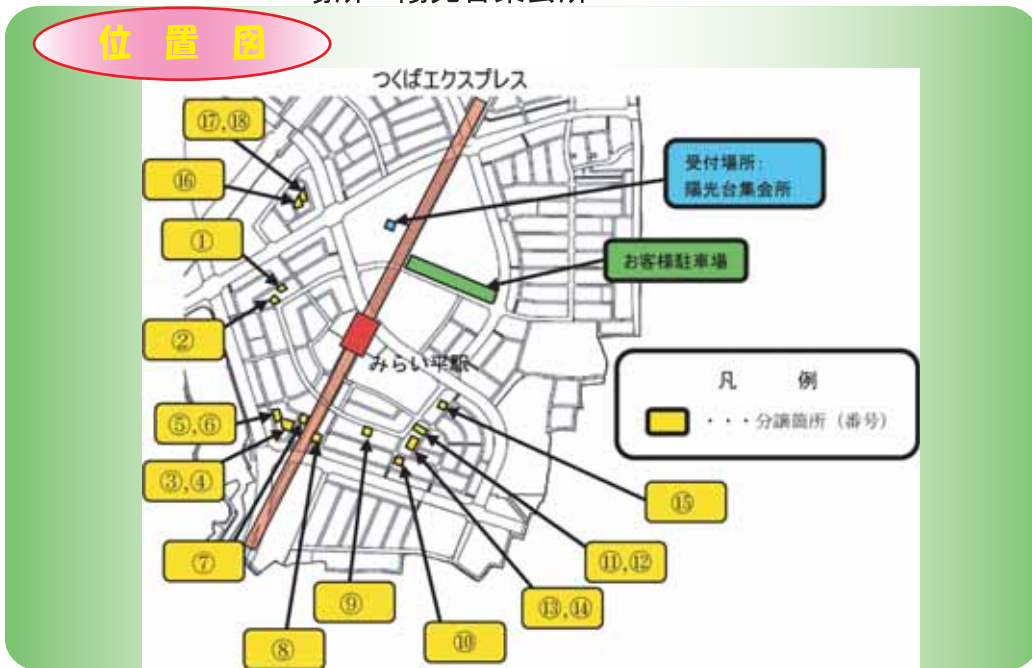 位 置 図
つくばエクスプレス
⑰,⑱
受付場所:
陽光台集会所
⑯
①
お客様駐車場
②
みらい平駅
凡 例
・・・分譲箇所(番号)
⑤,⑥
③,④
⑮
⑦
⑪,⑫
⑨
⑬,⑭
⑧
⑩